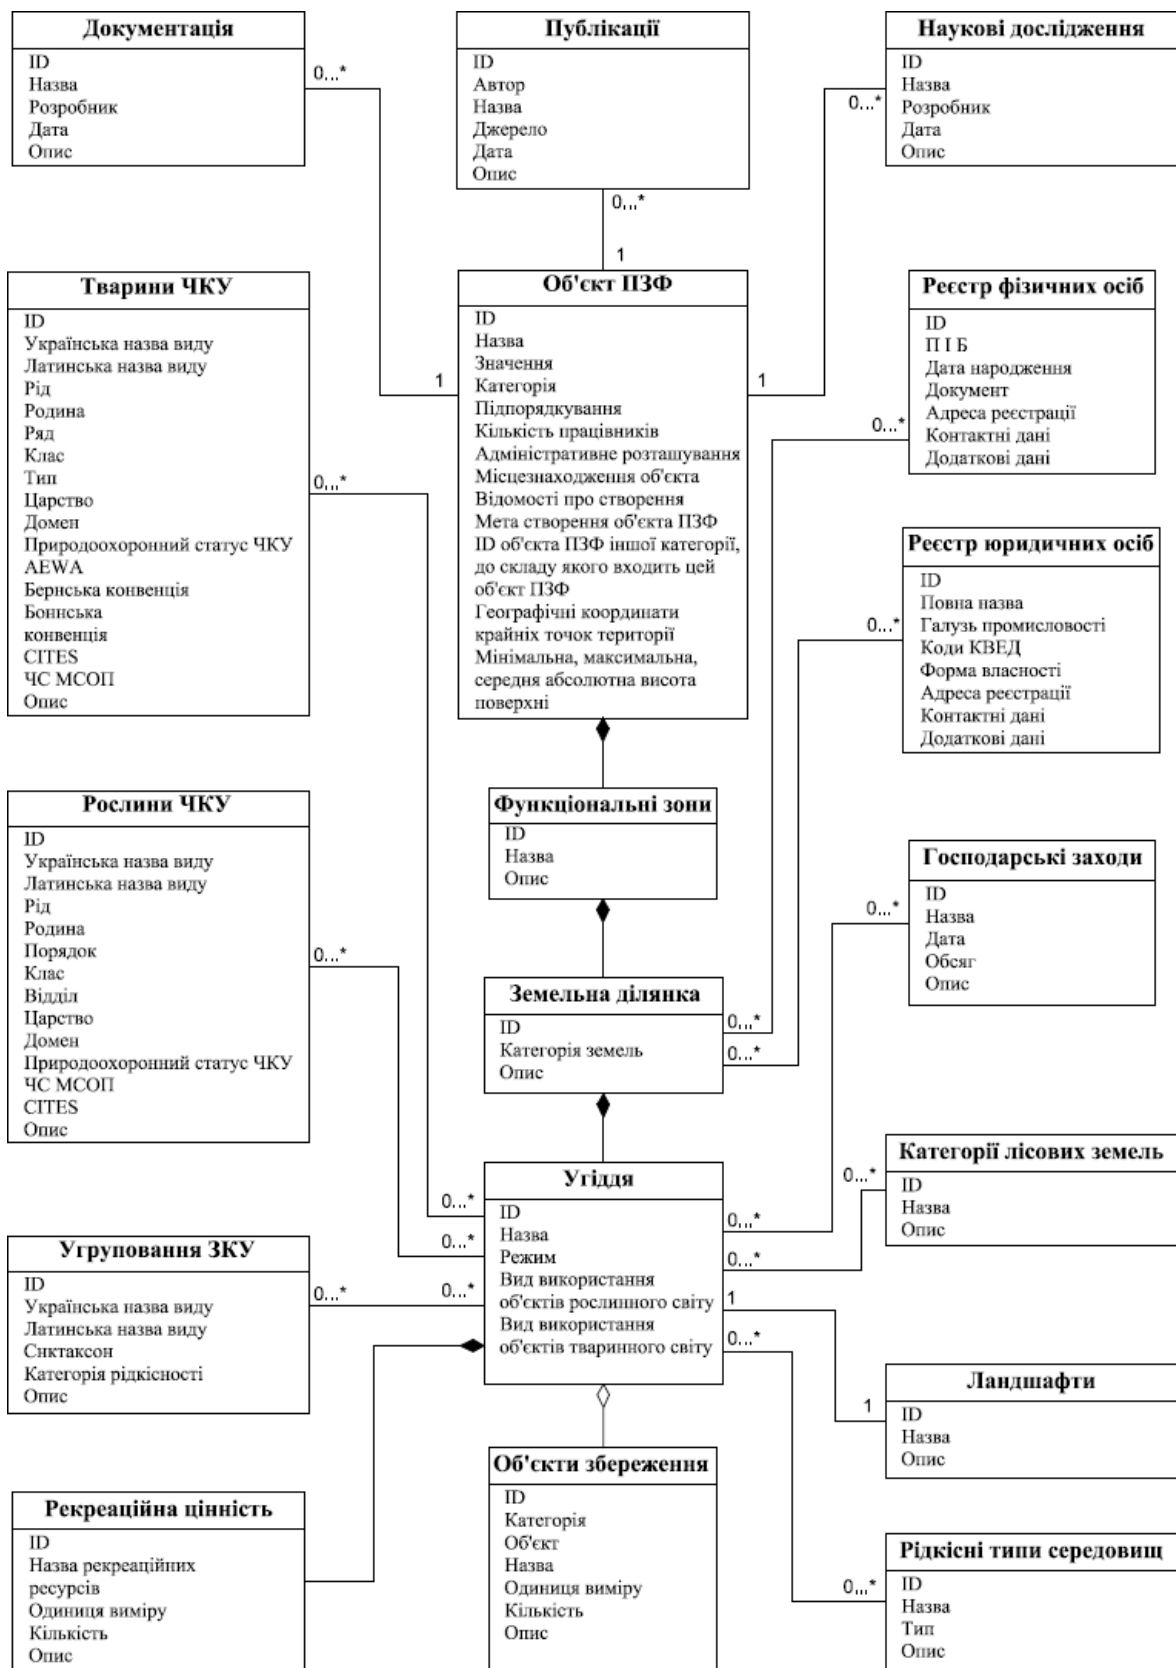 Документація
ID
Назва
Розробник
Дата
Опис
0...*
Публікації
ID
Автор
Назва
Джерело
Дата
Опис
0...*
1
Наукові дослідження
ID
Назва
Розробник
Дата
Опис
0...*
Тварини ЧКУ
ID
Українська назва виду
Латинська назва виду
Рід
Родина
Ряд
Клас
Тип
Царство
Домен
Природоохоронний статус ЧКУ
AEWA
Бернська конвенція
Боннська
конвенція
CITES
ЧС МСОП
Опис
0...*
1
Об'єкт ПЗФ
ID
Назва
Значення
Категорія
Підпорядкування
Кількість працівників
Адміністративне розташування
Місцезнаходження об'єкта
Відомості про створення
Мета створення об'єкта ПЗФ
ID об'єкта ПЗФ іншої категорії,
до складу якого входить цей
об'єкт ПЗФ
Географічні координати
крайніх точок території
Мінімальна, максимальна,
середня абсолютна висота
поверхні
1
Реєстр фізичних осіб
ID
П І Б
Дата народження
Документ
Адреса реєстрації
Контактні дані
Додаткові дані
0...*
Реєстр юридичних осіб
ID
Повна назва
Галузь промисловості
Коди КВЕД
Форма власності
Адреса реєстрації
Контактні дані
Додаткові дані
0...*
Рослини ЧКУ
ID
Українська назва виду
Латинська назва виду
Рід
Родина
Порядок
Клас
Відділ
Царство
Домен
Природоохоронний статус ЧКУ
ЧС МСОП
CITES
Опис
0...*
Функціональні зони
ID
Назва
Опис
Господарські заходи
ID
Назва
Дата
Обсяг
Опис
0...*
Земельна ділянка
ID
Категорія земель
Опис
0...*
0...*
Категорії лісових земель
ID
Назва
Опис
0...*
Угіддя
ID
Назва
Режим
Вид використання
об'єктів рослинного світу
Вид використання
об'єктів тваринного світу
0...*
0...*
0...*
0...*
0...*
1
0...*
Угруповання ЗКУ
ID
Українська назва виду
Латинська назва виду
Снктаксон
Категорія рідкісності
Опис
0...*
Ландшафти
ID
Назва
Опис
1
Рекреаційна цінність
ID
Назва рекреаційних
ресурсів
Одиниця виміру
Кількість
Опис
Об'єкти збереження
ID
Категорія
Об'єкт
Назва
Одиниця виміру
Кількість
Опис
Рідкісні типи середовищ
ID
Назва
Тип
Опис
0...*